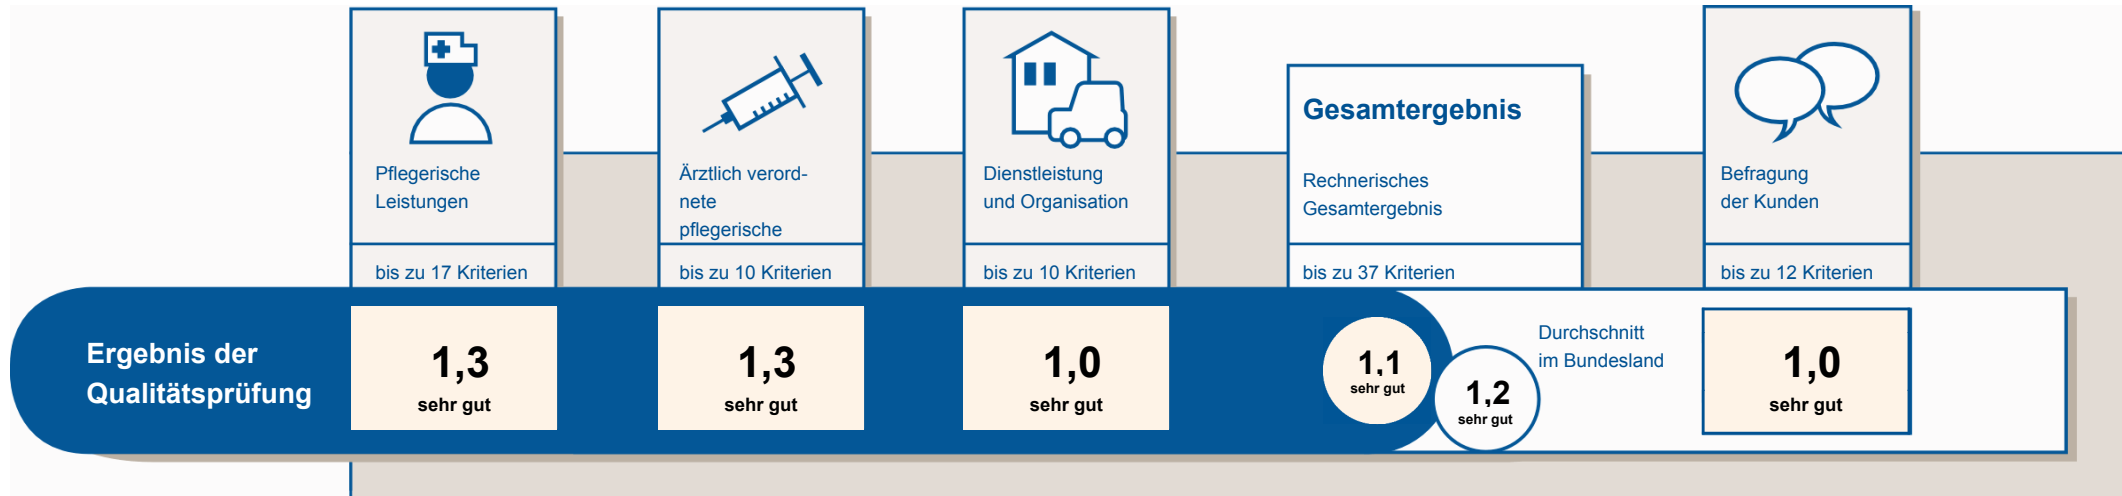 Pflegerische
Leistungen
bis zu 17 Kriterien
Ärztlich verord-
nete
pflegerische
bis zu 10 Kriterien
Dienstleistung
und Organisation
bis zu 10 Kriterien
Gesamtergebnis
Rechnerisches
Gesamtergebnis
bis zu 37 Kriterien
Befragung
der Kunden
bis zu 12 Kriterien
Ergebnis der
Qualitätsprüfung
1,3
sehr gut
1,3
sehr gut
1,0
sehr gut
1,1
sehr gut
1,2
sehr gut
Durchschnitt
im Bundesland
1,0
sehr gut